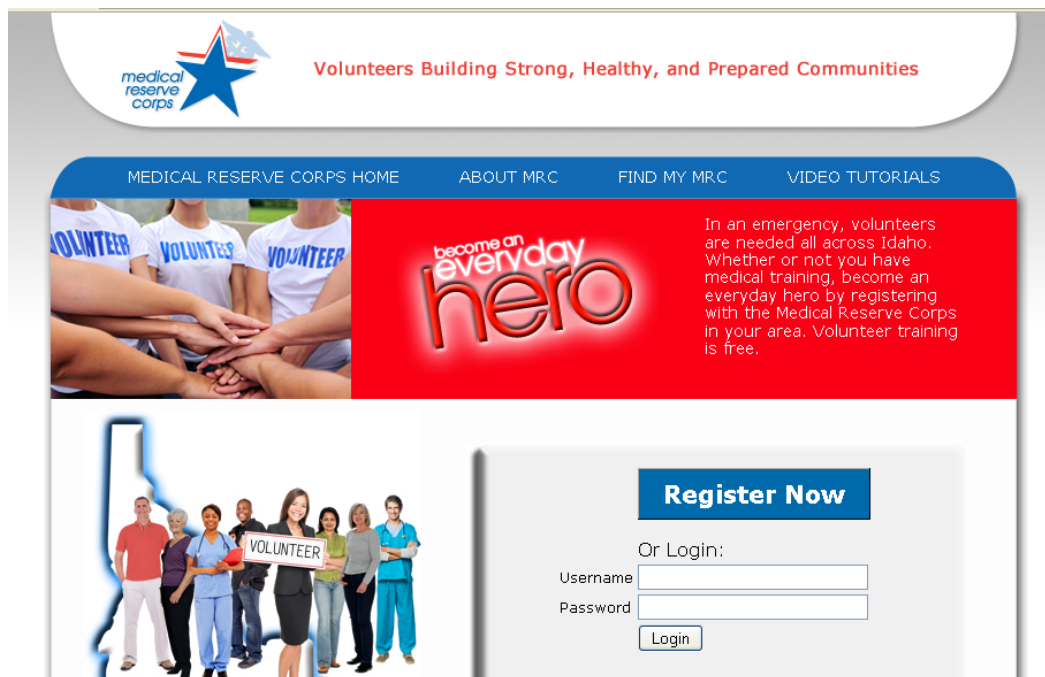 medical
reserve
corps
Volunteers Building Strong, Healthy, and Prepared Communities
MEDICAL RESERVE CORPS HOME
ABOUT MRC
FIND MY MRC
VIDEO TUTORIALS
VOLUNTEER
VOLUNTEER
VOLUNTEER
become an
everyday
hero
In an emergency, volunteers
are needed all across Idaho.
Whether or not you have
medical training, become an
everyday hero by registering
with the Medical Reserve Corps
in your area. Volunteer training
is free.
VOLUNTEER
Register Now
Or Login:
Username
Password
Login